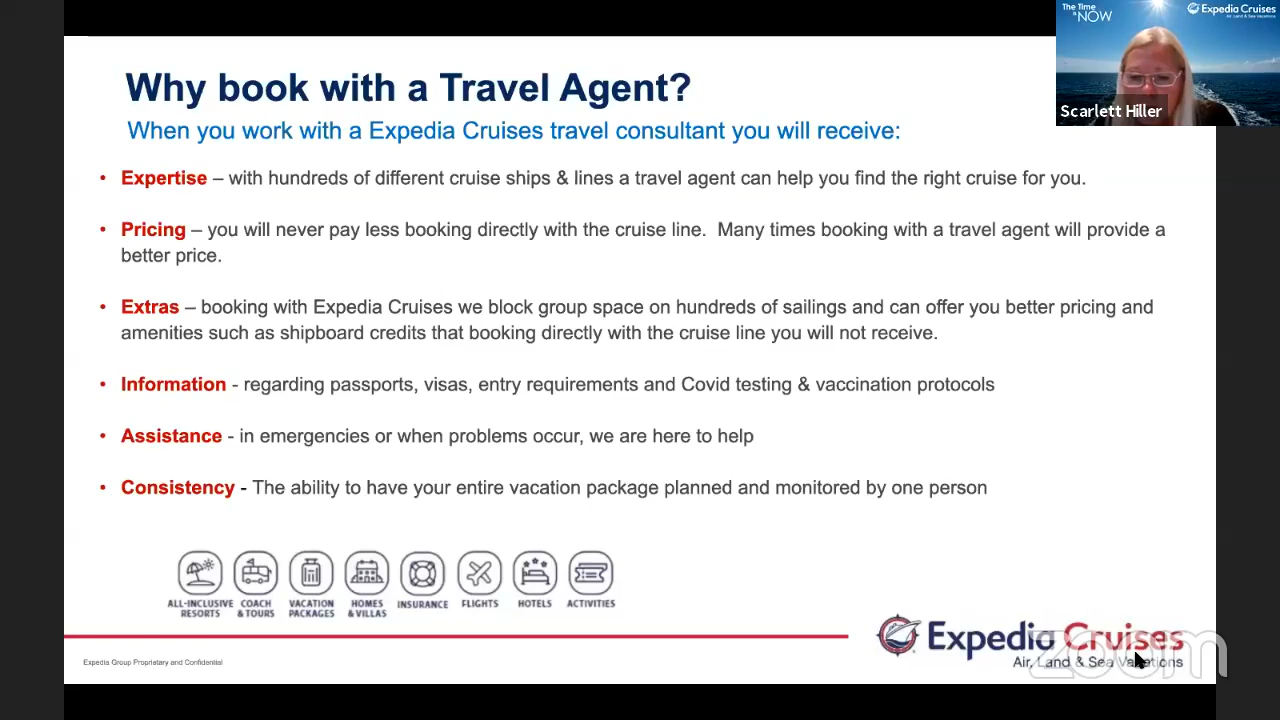 The Time
is NOW
Expedia Cruises
Air, Land & Sea Vacations
Scarlett Hiller
Why book with a Travel Agent?
When you work with a Expedia Cruises travel consultant you will receive:
• Expertise – with hundreds of different cruise ships & lines a travel agent can help you find the right cruise for you.
• Pricing – you will never pay less booking directly with the cruise line.  Many times booking with a travel agent will provide a
better price.
• Extras – booking with Expedia Cruises we block group space on hundreds of sailings and can offer you better pricing and
amenities such as shipboard credits that booking directly with the cruise line you will not receive.
• Information - regarding passports, visas, entry requirements and Covid testing & vaccination protocols
• Assistance - in emergencies or when problems occur, we are here to help
• Consistency - The ability to have your entire vacation package planned and monitored by one person
ALL-INCLUSIVE
RESORTS
COACH
& TOURS
VACATION
PACKAGES
HOMES
& VILLAS
INSURANCE
FLIGHTS
HOTELS
ACTIVITIES
Expedia Group Proprietary and Confidential
Expedia Cruises
Air, Land & Sea Vacations
zoom